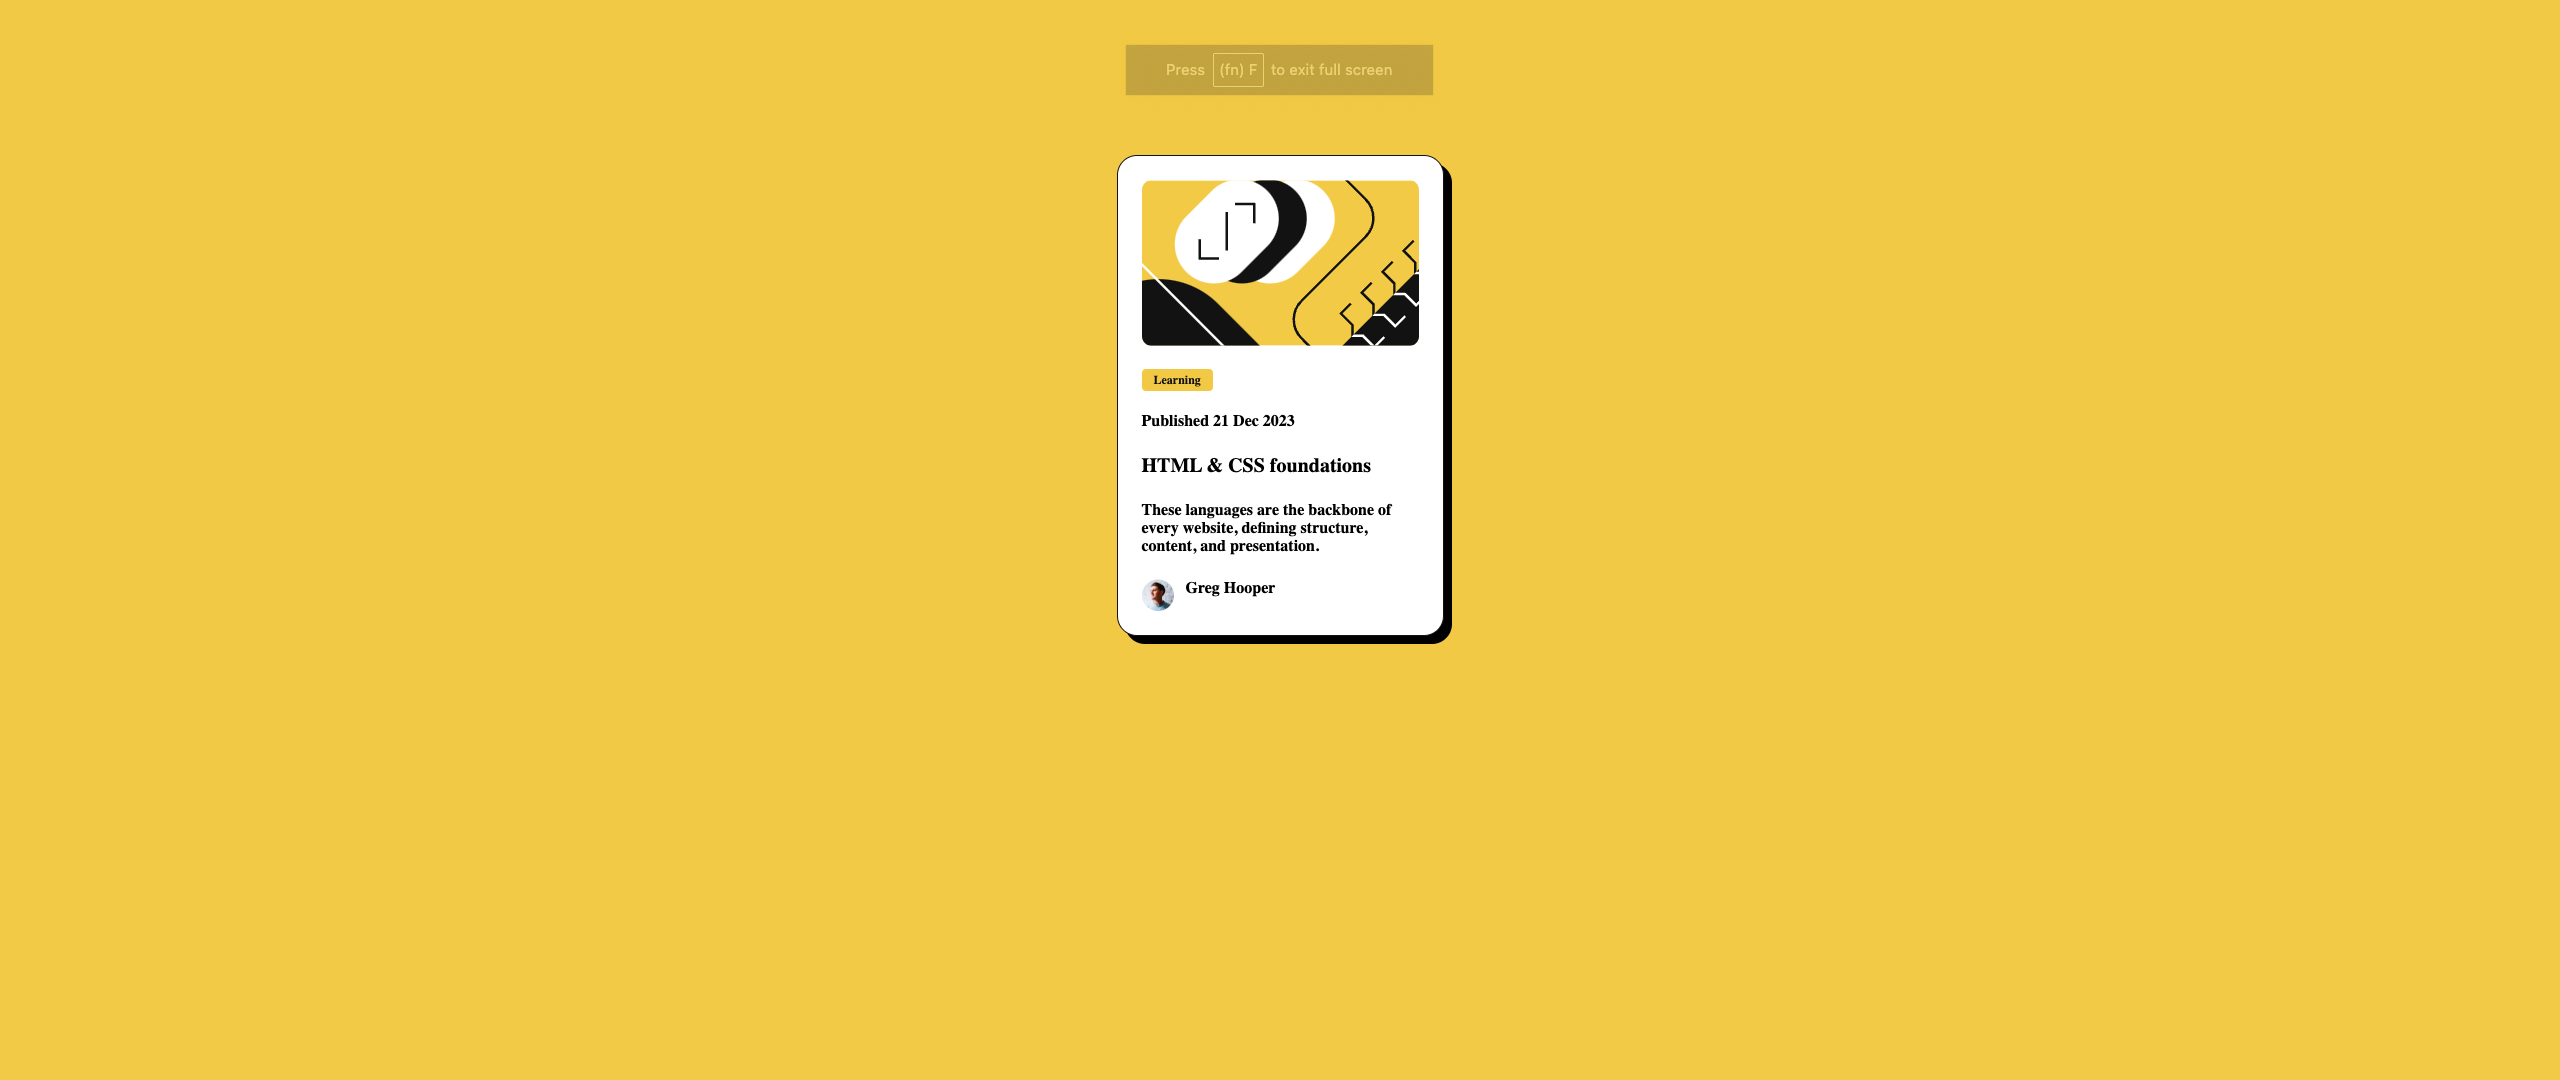 Press (fn) F to exit full screen
Learning
Published 21 Dec 2023
HTML & CSS foundations
These languages are the backbone of
every website, defining structure,
content, and presentation.
Greg Hooper